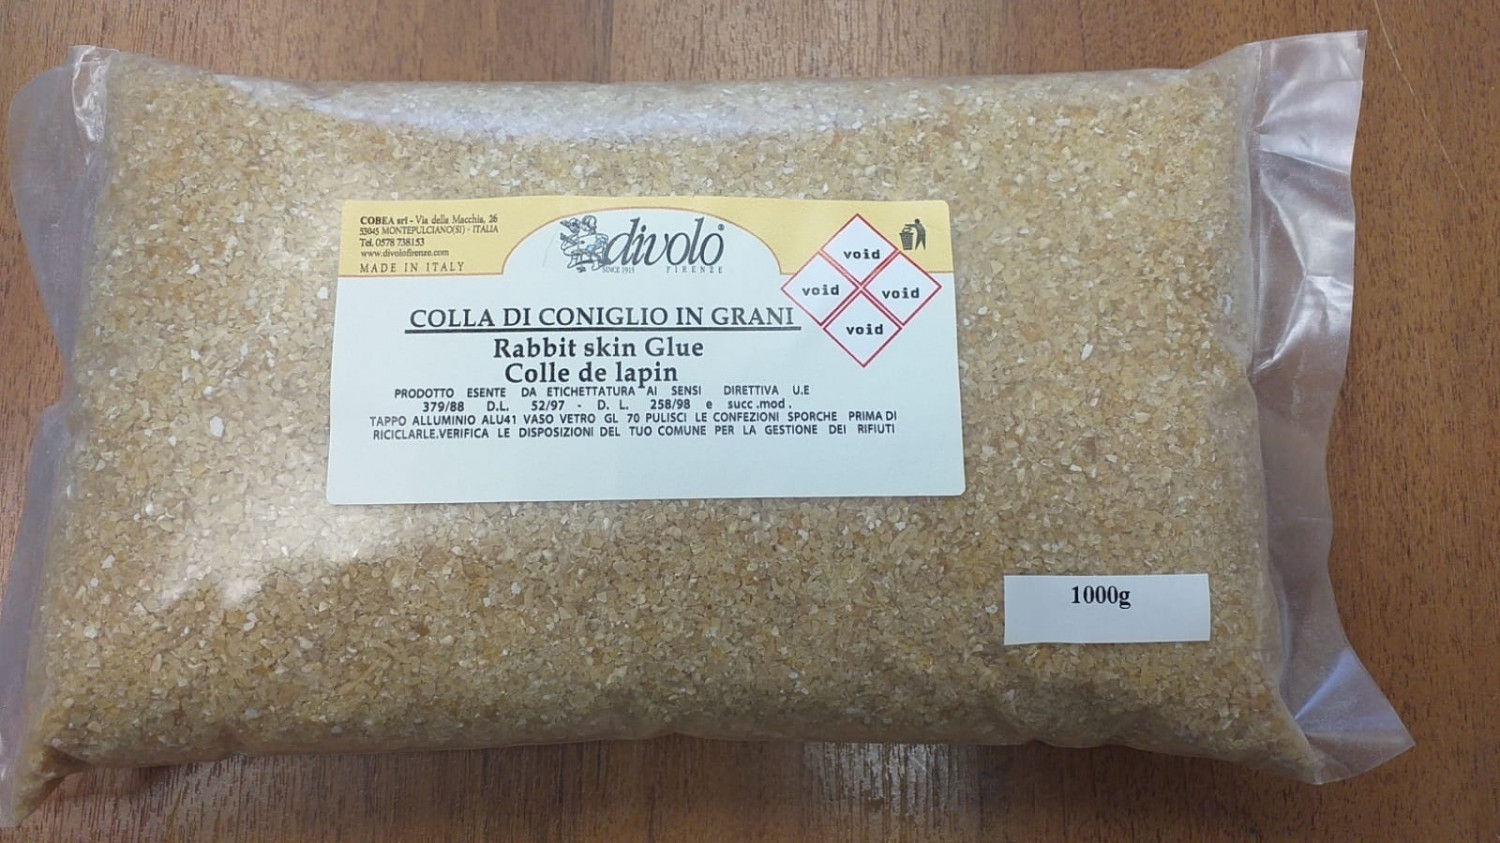 COBEA srl - Via della Macchia, 26
53045 MONTEPULCIANO(SI) - ITALIA
Tel. 0578 738153
www.divolofirenze.com
MADE IN ITALY
divolo®
SINCE 1915 FIRENZE
void
void void
void
COLLA DI CONIGLIO IN GRANI
Rabbit skin Glue
Colle de lapin
PRODOTTO ESENTE DA ETICHETTATURA AI SENSI DIRETTIVA U.E
379/88 D.L. 52/97 - D. L. 258/98 e succ.mod.
TAPPO ALLUMINIO ALU41 VASO VETRO GL 70 PULISCI LE CONFEZIONI SPORCHE PRIMA DI
RICICLARLE.VERIFICA LE DISPOSIZIONI DEL TUO COMUNE PER LA GESTIONE DEI RIFIUTI
1000g